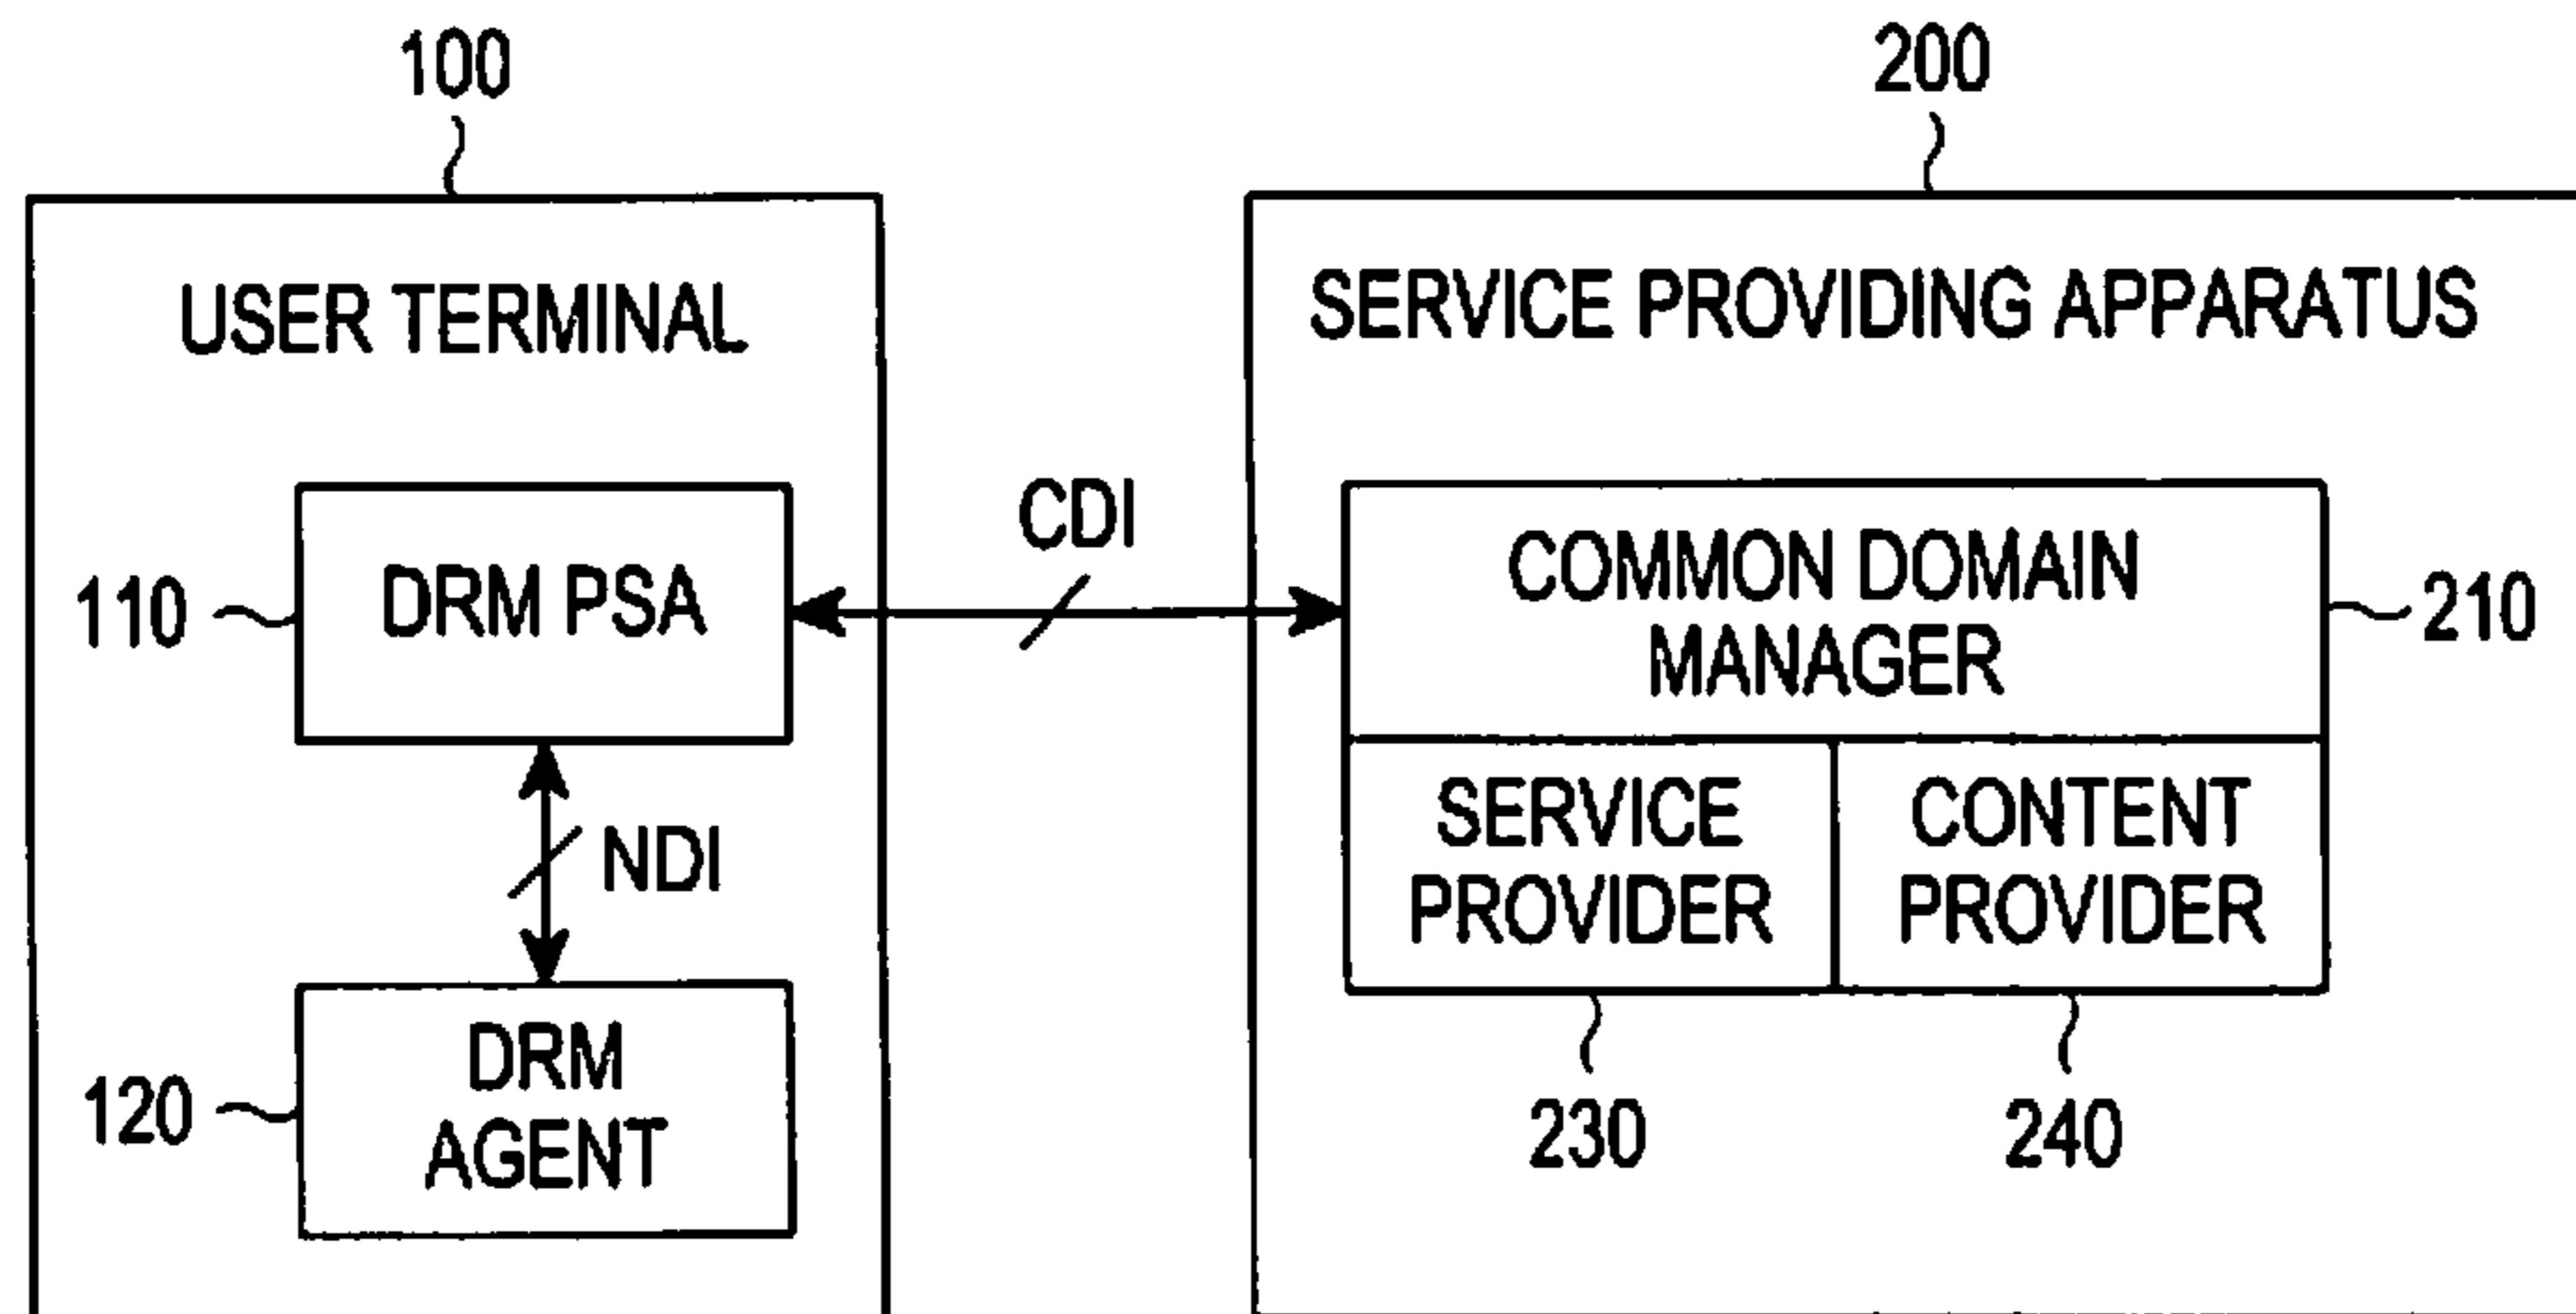 100
200
USER TERMINAL
SERVICE PROVIDING APPARATUS
CDI
110
DRM PSA
COMMON DOMAIN
MANAGER
210
NDI
SERVICE
PROVIDER
CONTENT
PROVIDER
120
DRM
AGENT
230
240